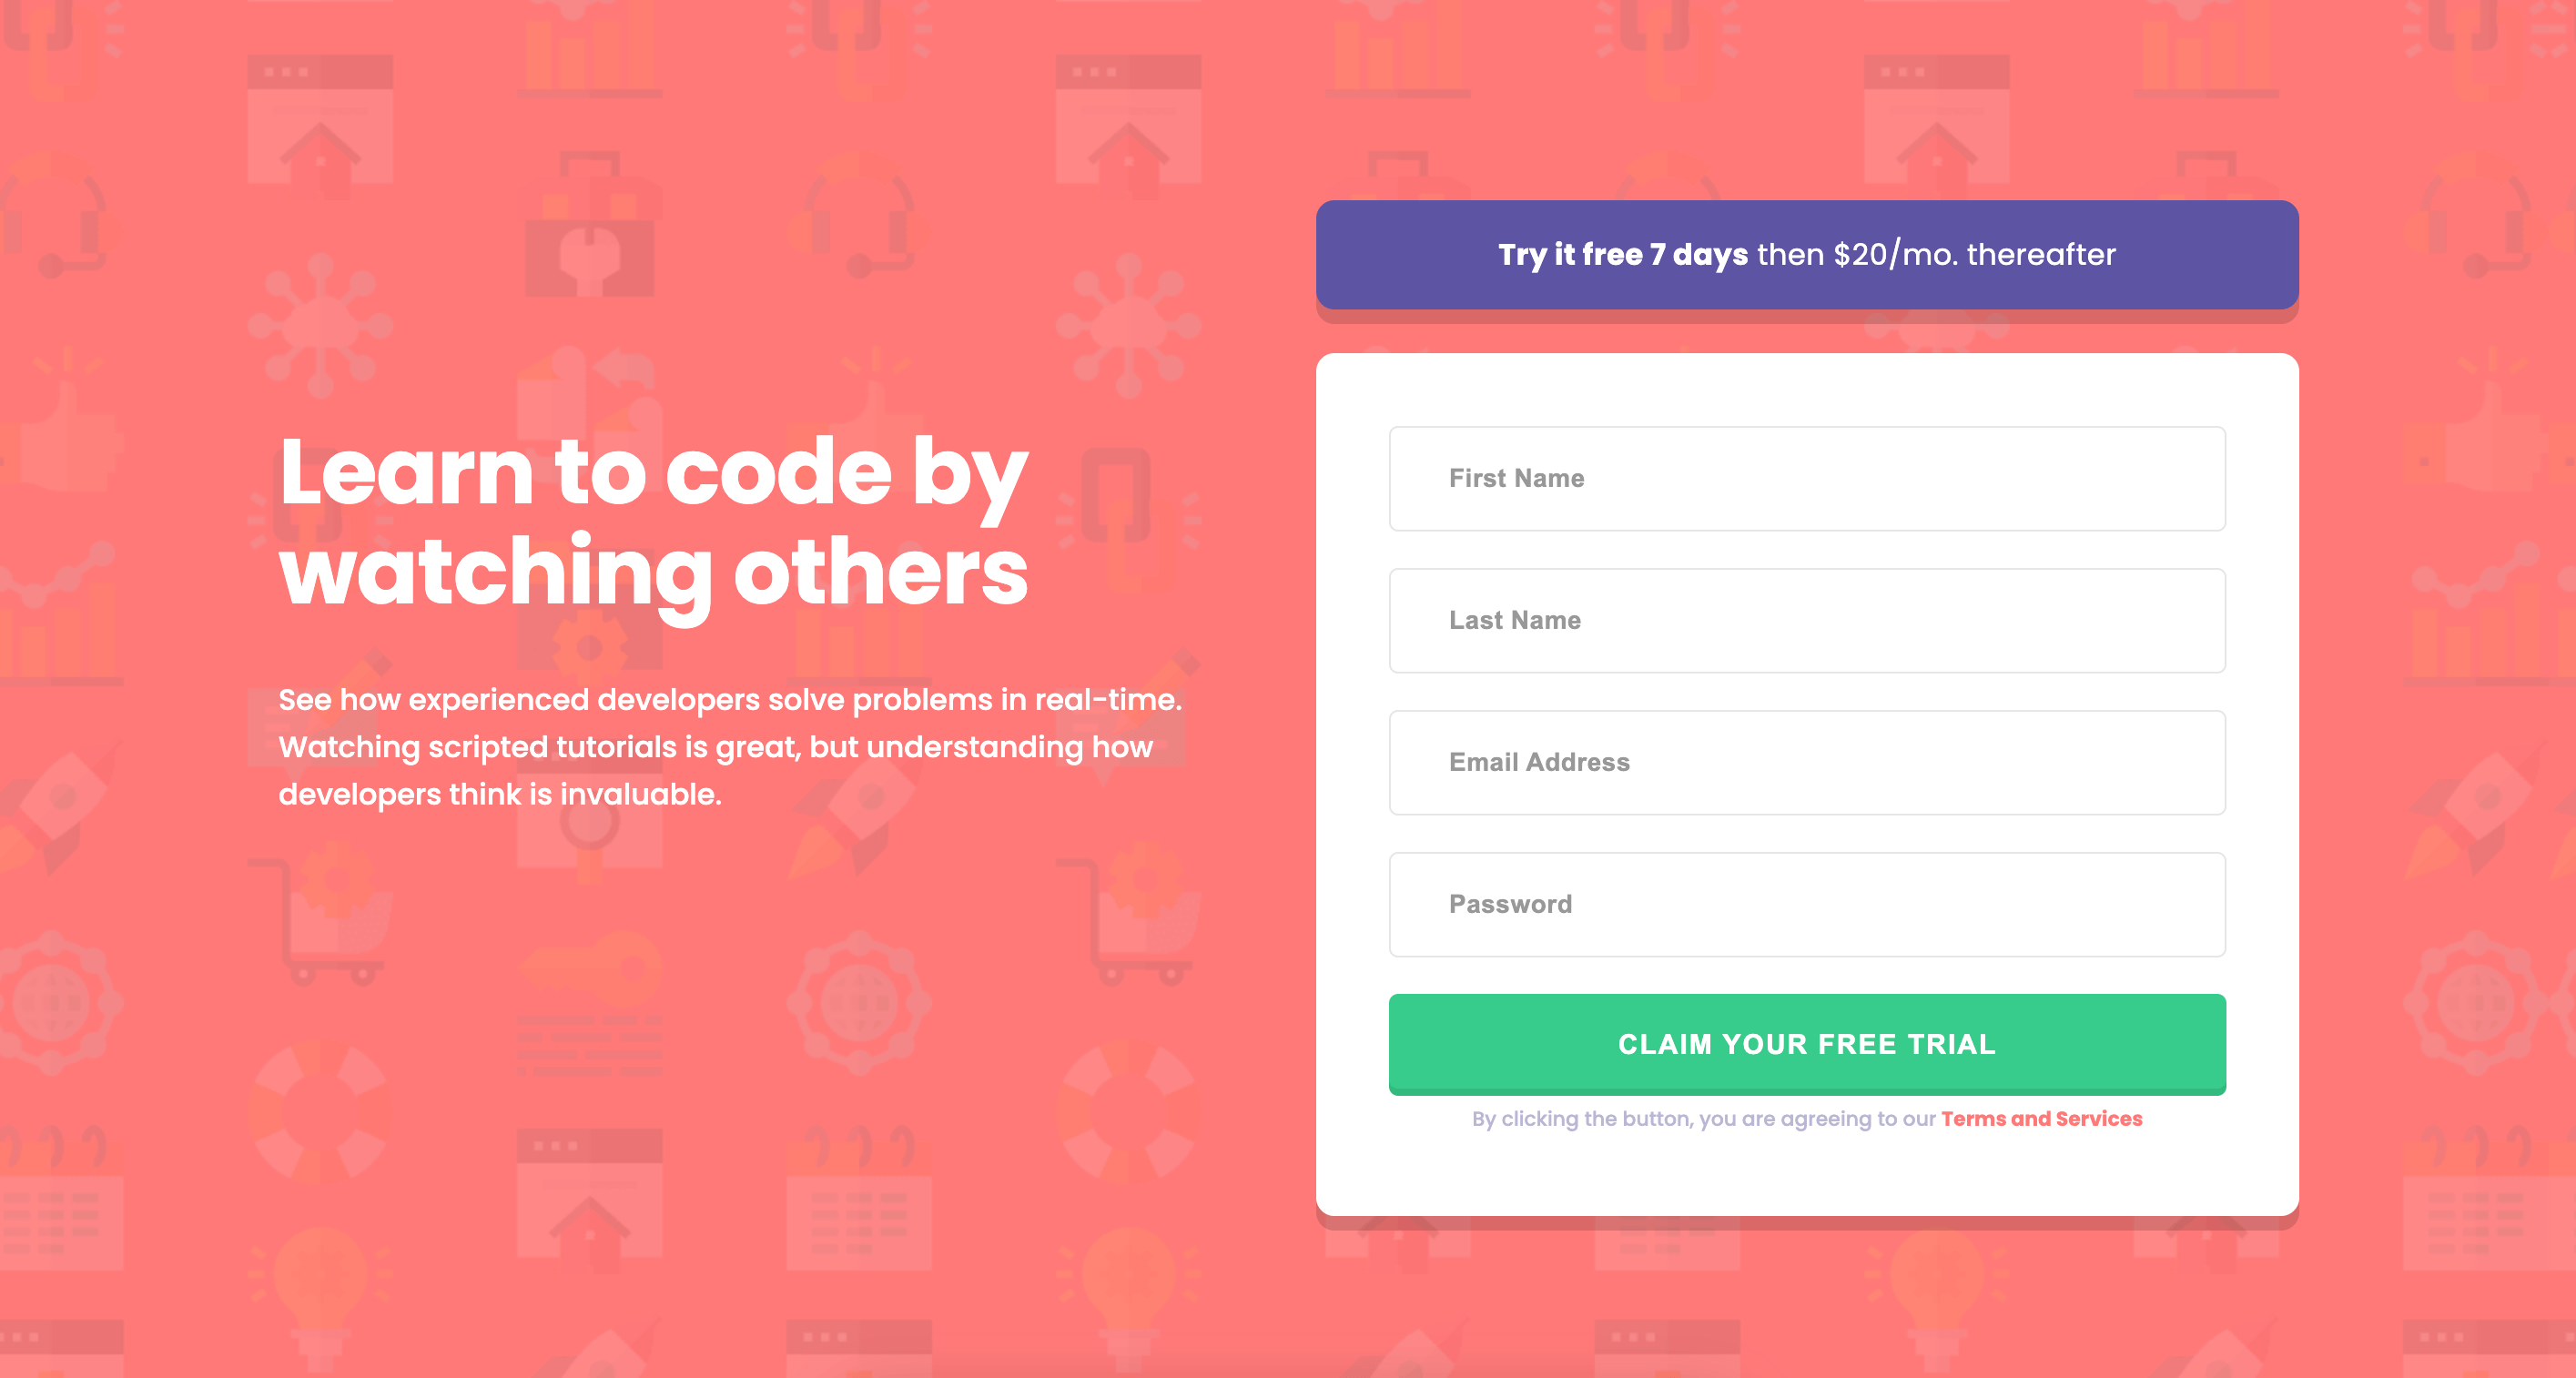 Learn to code by
watching others
See how experienced developers solve problems in real-time.
Watching scripted tutorials is great, but understanding how
developers think is invaluable.
Try it free 7 days then $20/mo. thereafter
First Name
Last Name
Email Address
Password
CLAIM YOUR FREE TRIAL
By clicking the button, you are agreeing to our Terms and Services